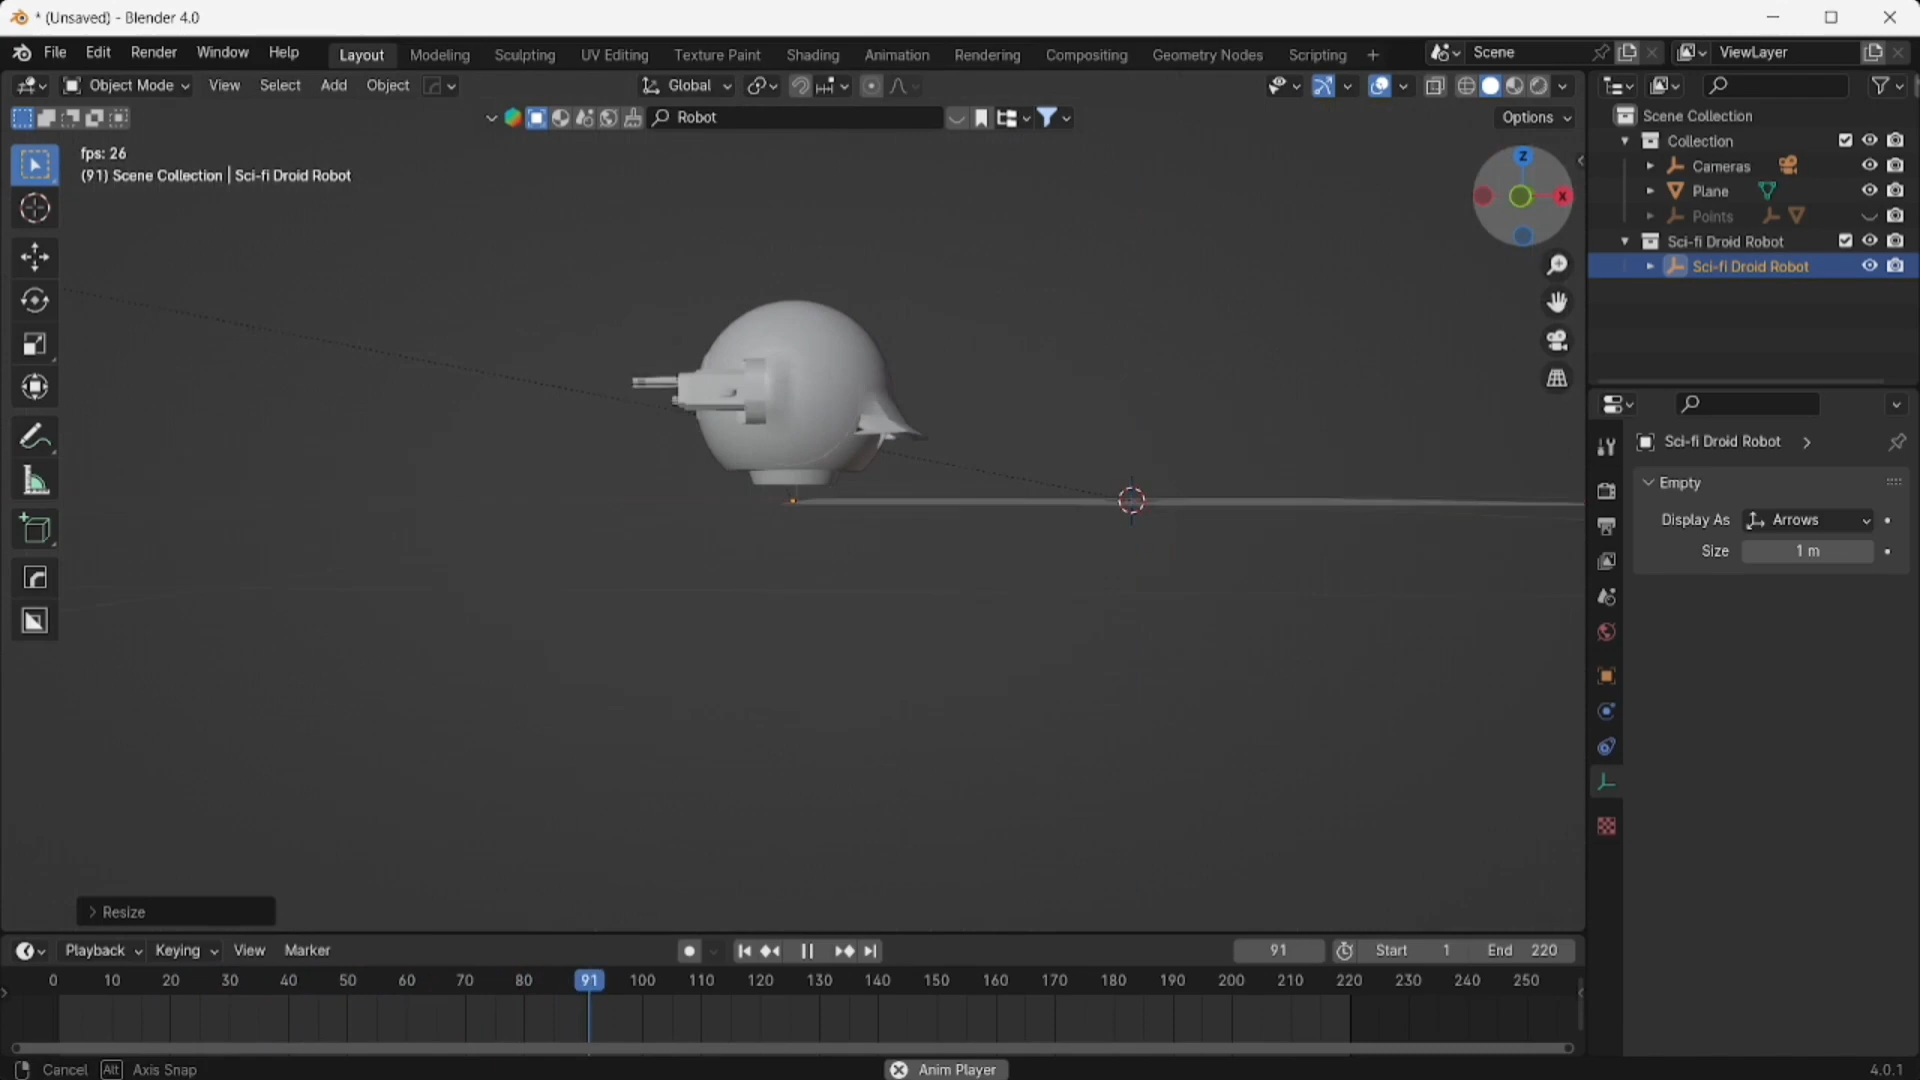 * (Unsaved) - Blender 4.0
File Edit Render Window Help Layout Modeling Sculpting UV Editing Texture Paint Shading Animation Rendering Compositing Geometry Nodes Scripting + Scene ViewLayer
Object Mode View Select Add Object Global
Robot Options
fps: 26
(91) Scene Collection | Sci-fi Droid Robot
Z
X
Scene Collection
Collection
Cameras
Plane
Points
Sci-fi Droid Robot
Sci-fi Droid Robot
Sci-fi Droid Robot
Empty
Display As Arrows
Size 1 m
Resize
Playback Keying View Marker 91 Start 1 End 220
0 10 20 30 40 50 60 70 80 91 100 110 120 130 140 150 160 170 180 190 200 210 220 230 240 250
Cancel Alt Axis Snap Anim Player 4.0.1